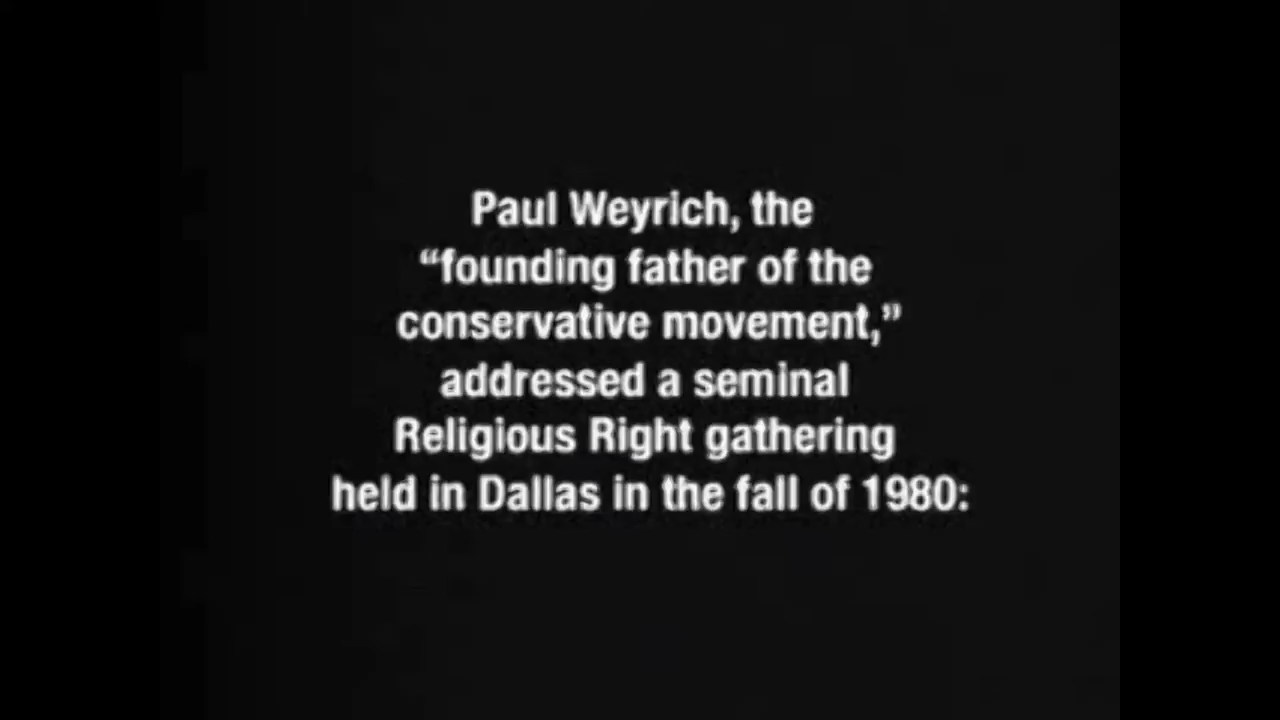 Paul Weyrich, the
“founding father of the
conservative movement,”
addressed a seminal
Religious Right gathering
held in Dallas in the fall of 1980: